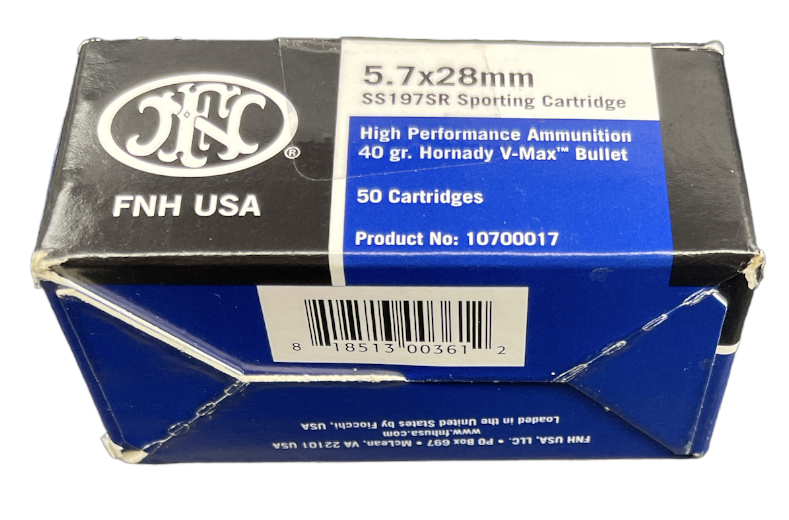 FN
®
FNH USA
5.7x28mm
SS197SR Sporting Cartridge
High Performance Ammunition
40 gr. Hornady V-Max™ Bullet
50 Cartridges
Product No: 10700017
8 18513 00361 2
FNH USA, LLC. • PO Box 697 • McLean, VA 22101 USA
www.fnhusa.com
Loaded in the United States by Fiocchi, USA